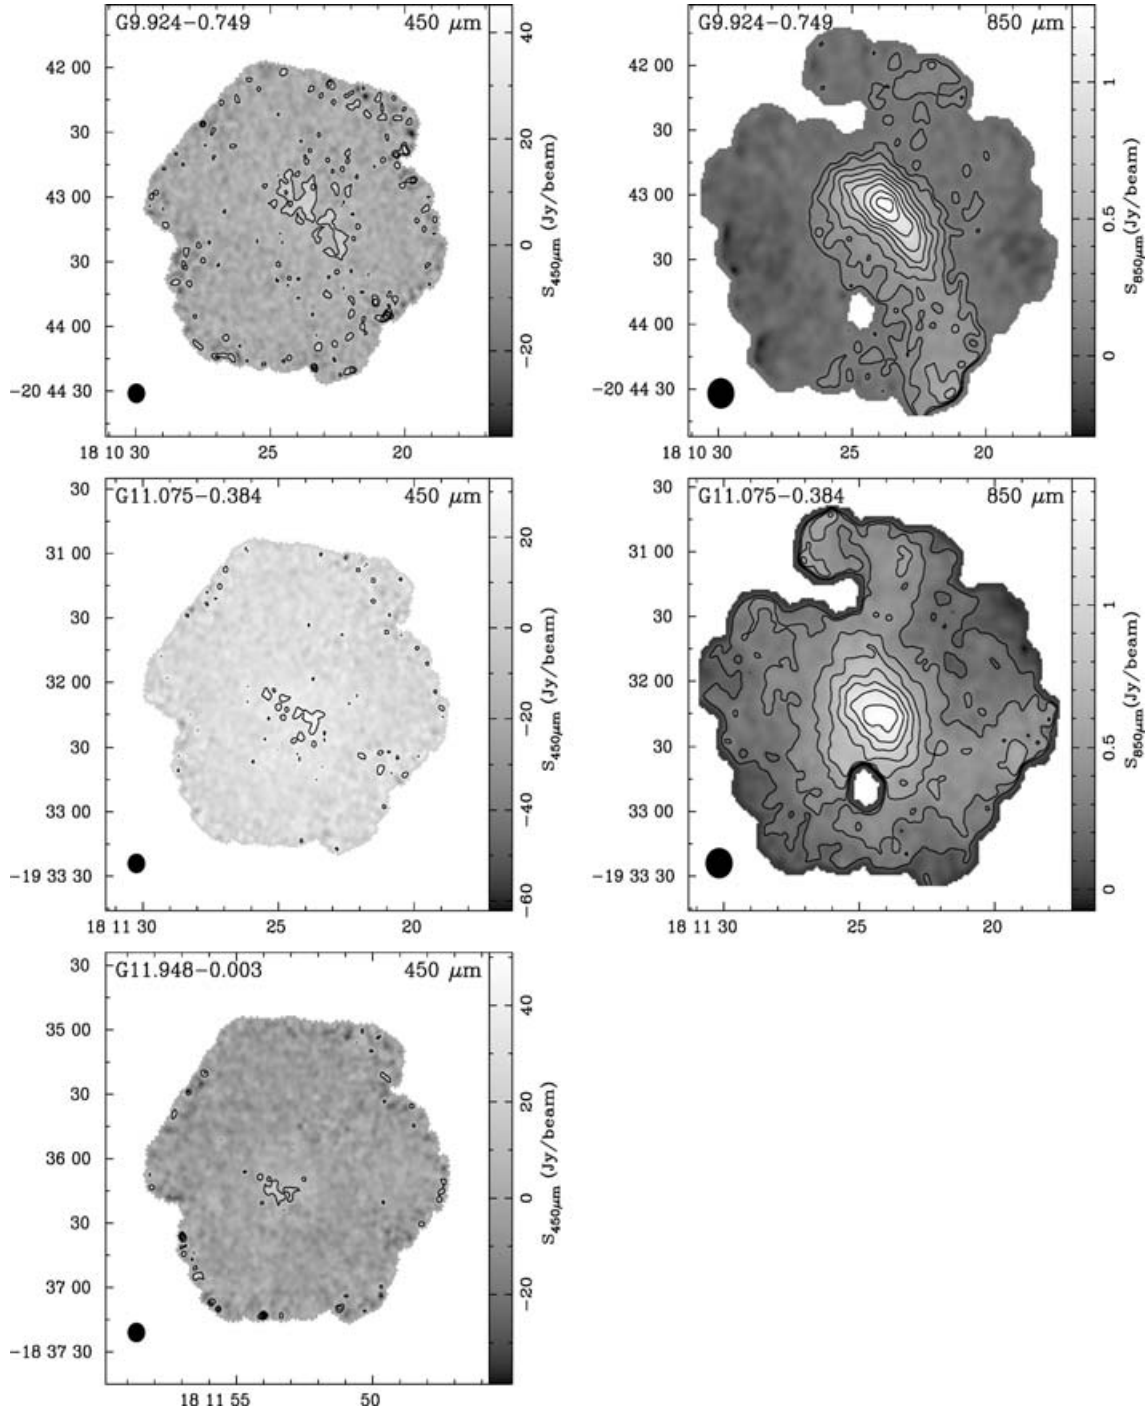 G9.924−0.749 450 μm
42 00
30
43 00
30
44 00
30
−20 44 30
18 10 30 25 20
40
20
0
−20
S450μm (Jy/beam)
G9.924−0.749 850 μm
42 00
30
43 00
30
44 00
−20 44 30
18 10 30 25 20
1
0.5
0
S850μm(Jy/beam)
G11.075−0.384 450 μm
30
31 00
30
32 00
30
33 00
−19 33 30
18 11 30 25 20
20
0
−20
−40
−60
S450μm (Jy/beam)
G11.075−0.384 850 μm
30
31 00
30
32 00
30
33 00
−19 33 30
18 11 30 25 20
1
0.5
0
S850μm(Jy/beam)
G11.948−0.003 450 μm
30
35 00
30
36 00
30
37 00
−18 37 30
18 11 55 50
40
20
0
−20
S450μm (Jy/beam)